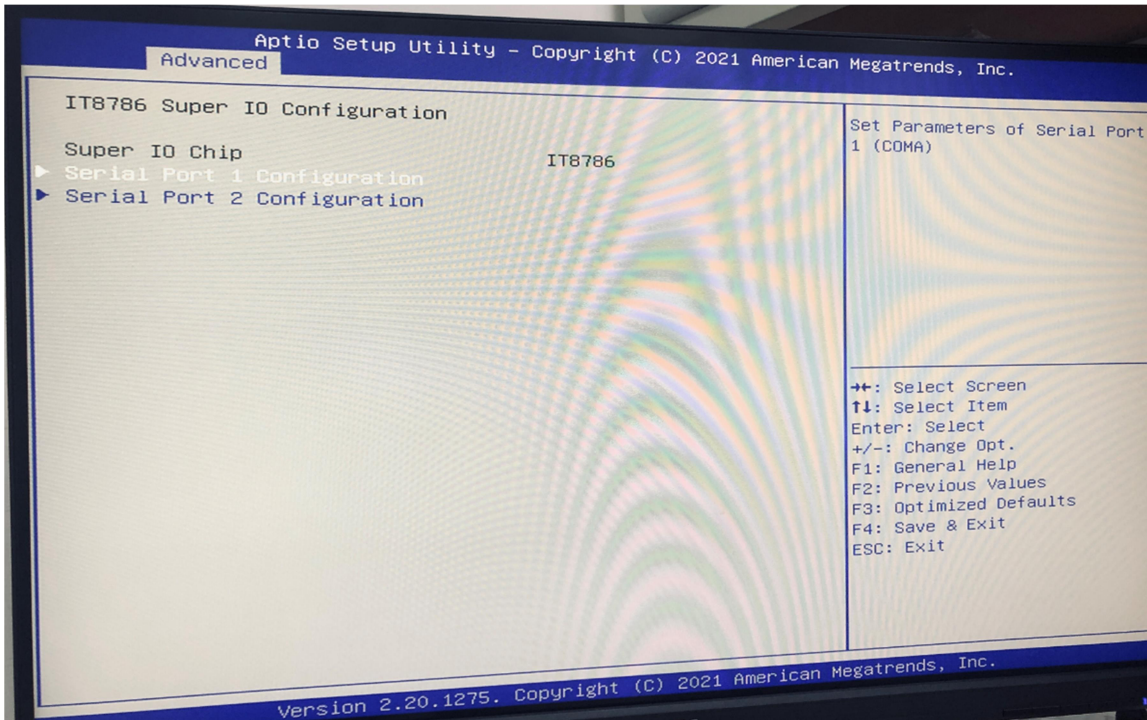 Aptio Setup Utility – Copyright (C) 2021 American Megatrends, Inc.
Advanced
IT8786 Super IO Configuration
Super IO Chip IT8786
▶ Serial Port 1 Configuration
▶ Serial Port 2 Configuration
Set Parameters of Serial Port
1 (COMA)
→←: Select Screen
↑↓: Select Item
Enter: Select
+/-: Change Opt.
F1: General Help
F2: Previous Values
F3: Optimized Defaults
F4: Save & Exit
ESC: Exit
Version 2.20.1275. Copyright (C) 2021 American Megatrends, Inc.